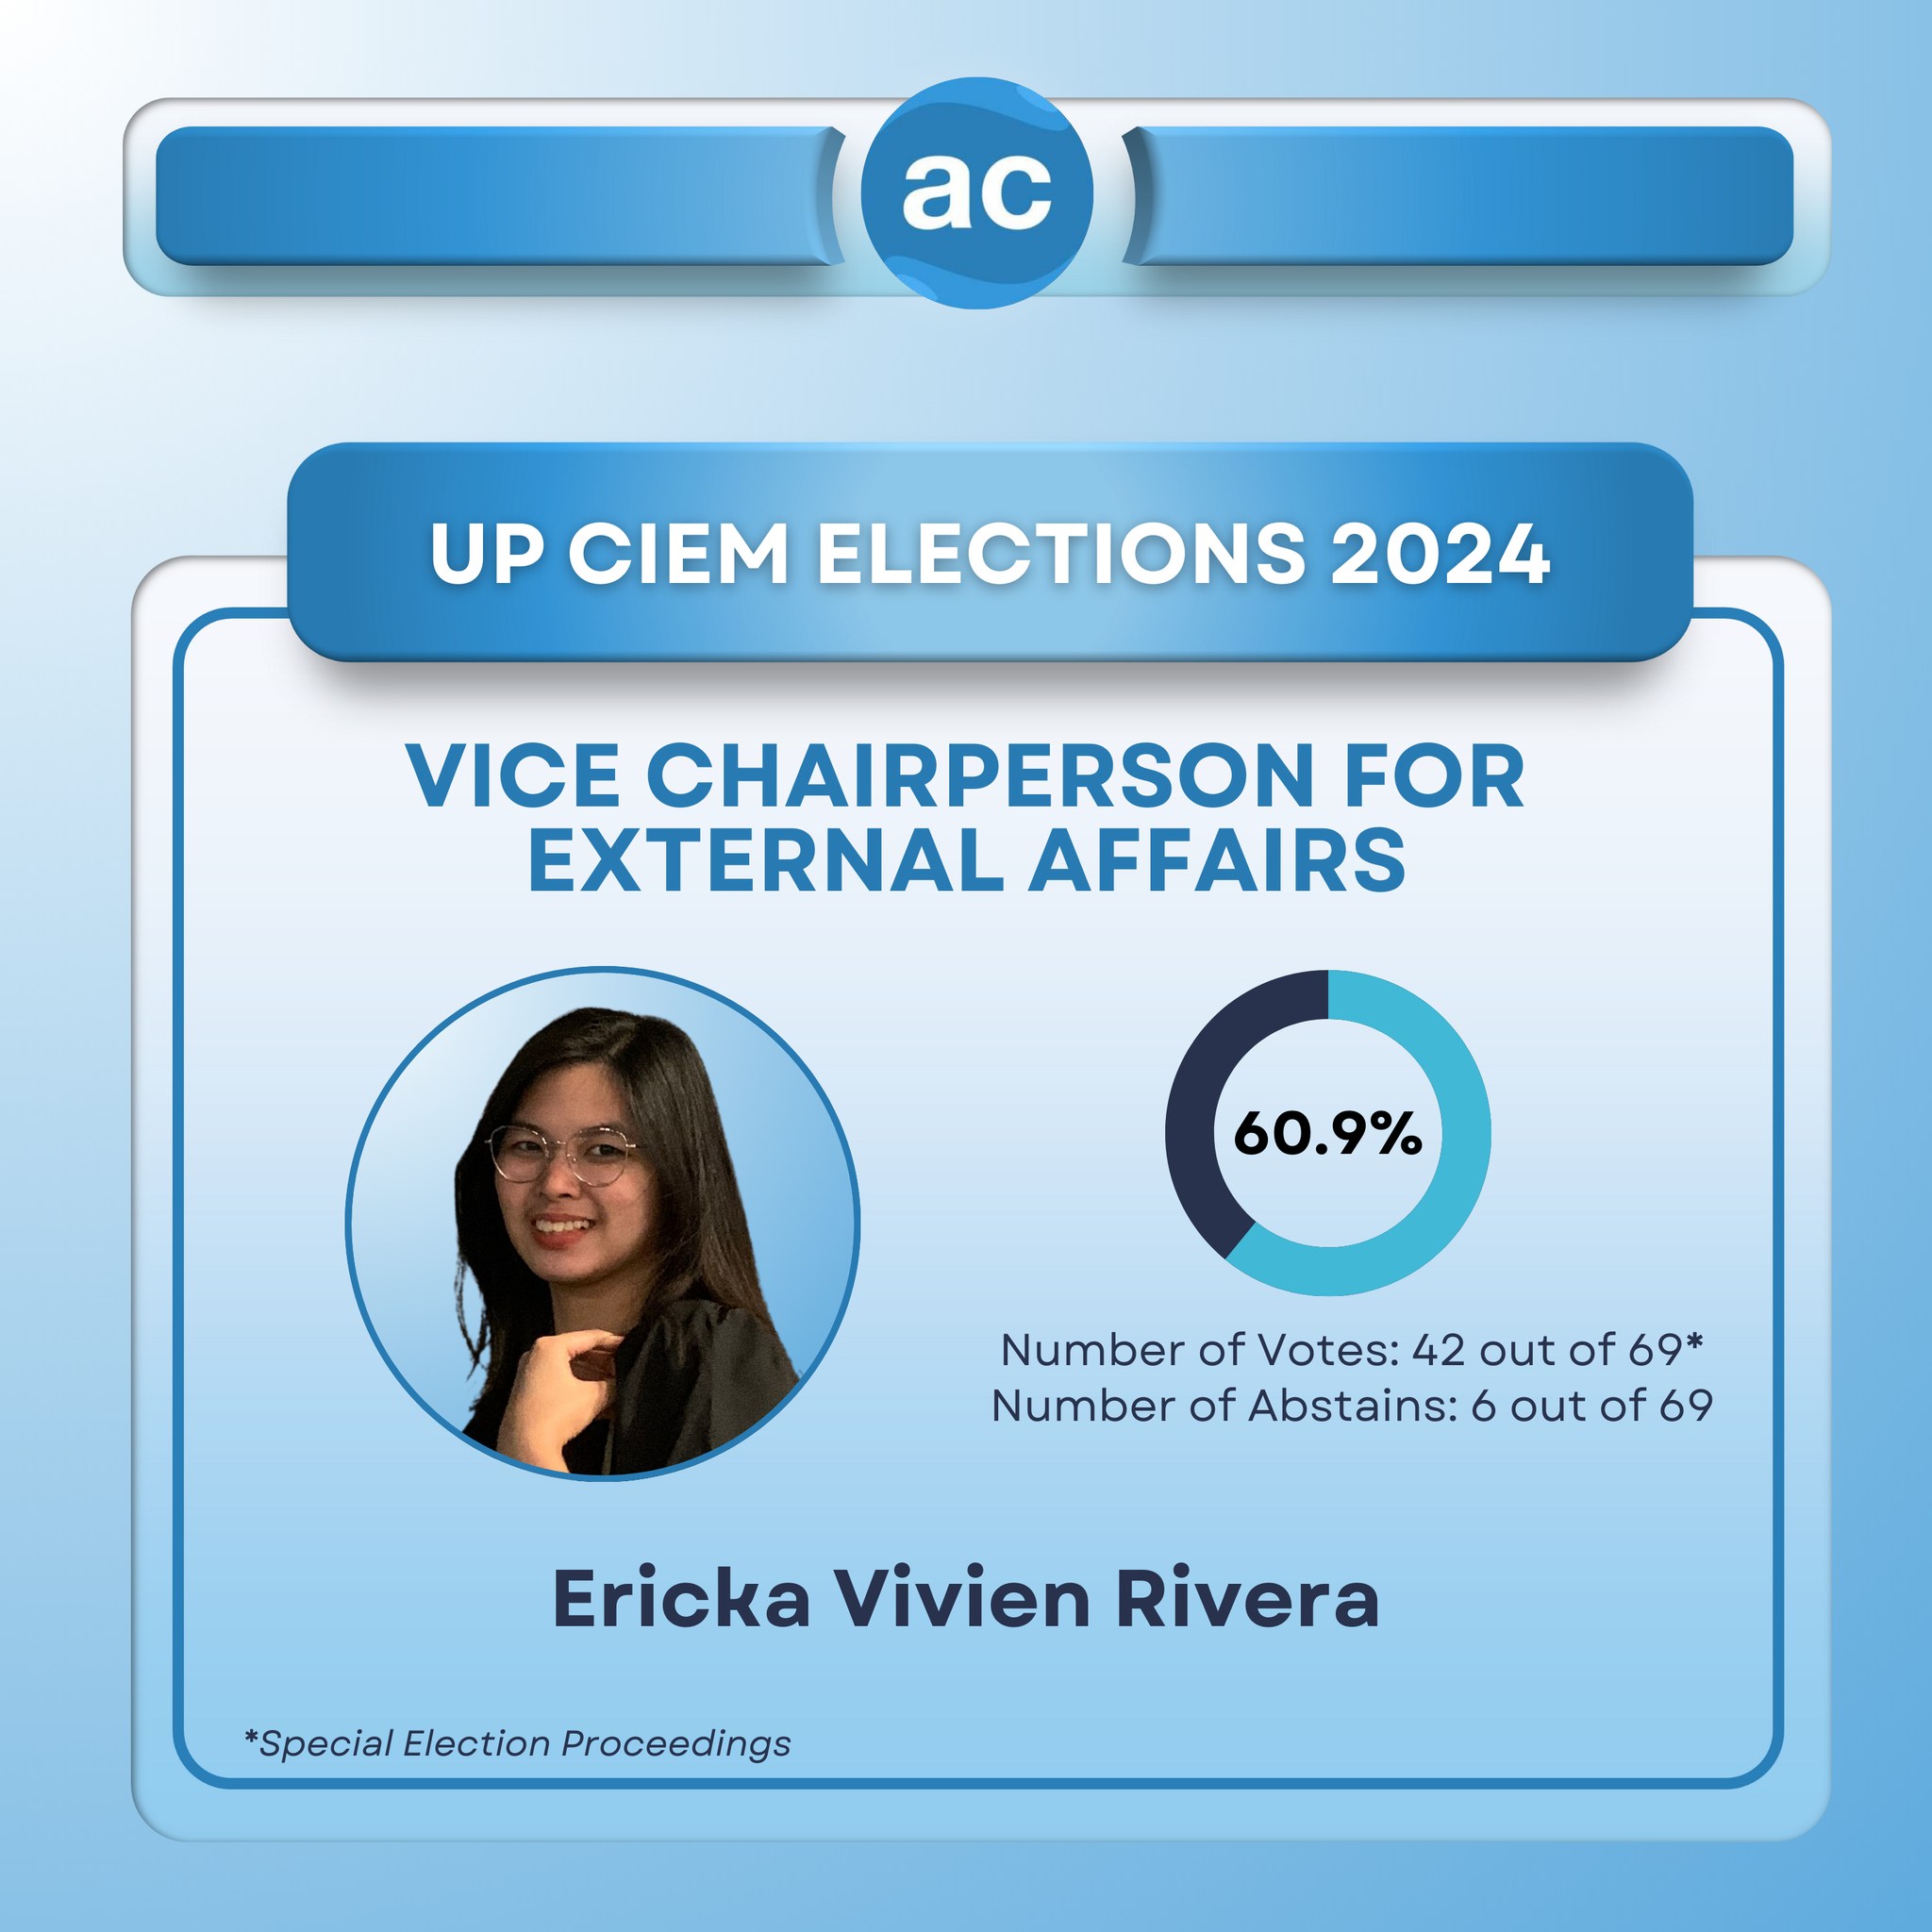 ac
UP CIEM ELECTIONS 2024
VICE CHAIRPERSON FOR
EXTERNAL AFFAIRS
60.9%
Number of Votes: 42 out of 69*
Number of Abstains: 6 out of 69
Ericka Vivien Rivera
*Special Election Proceedings